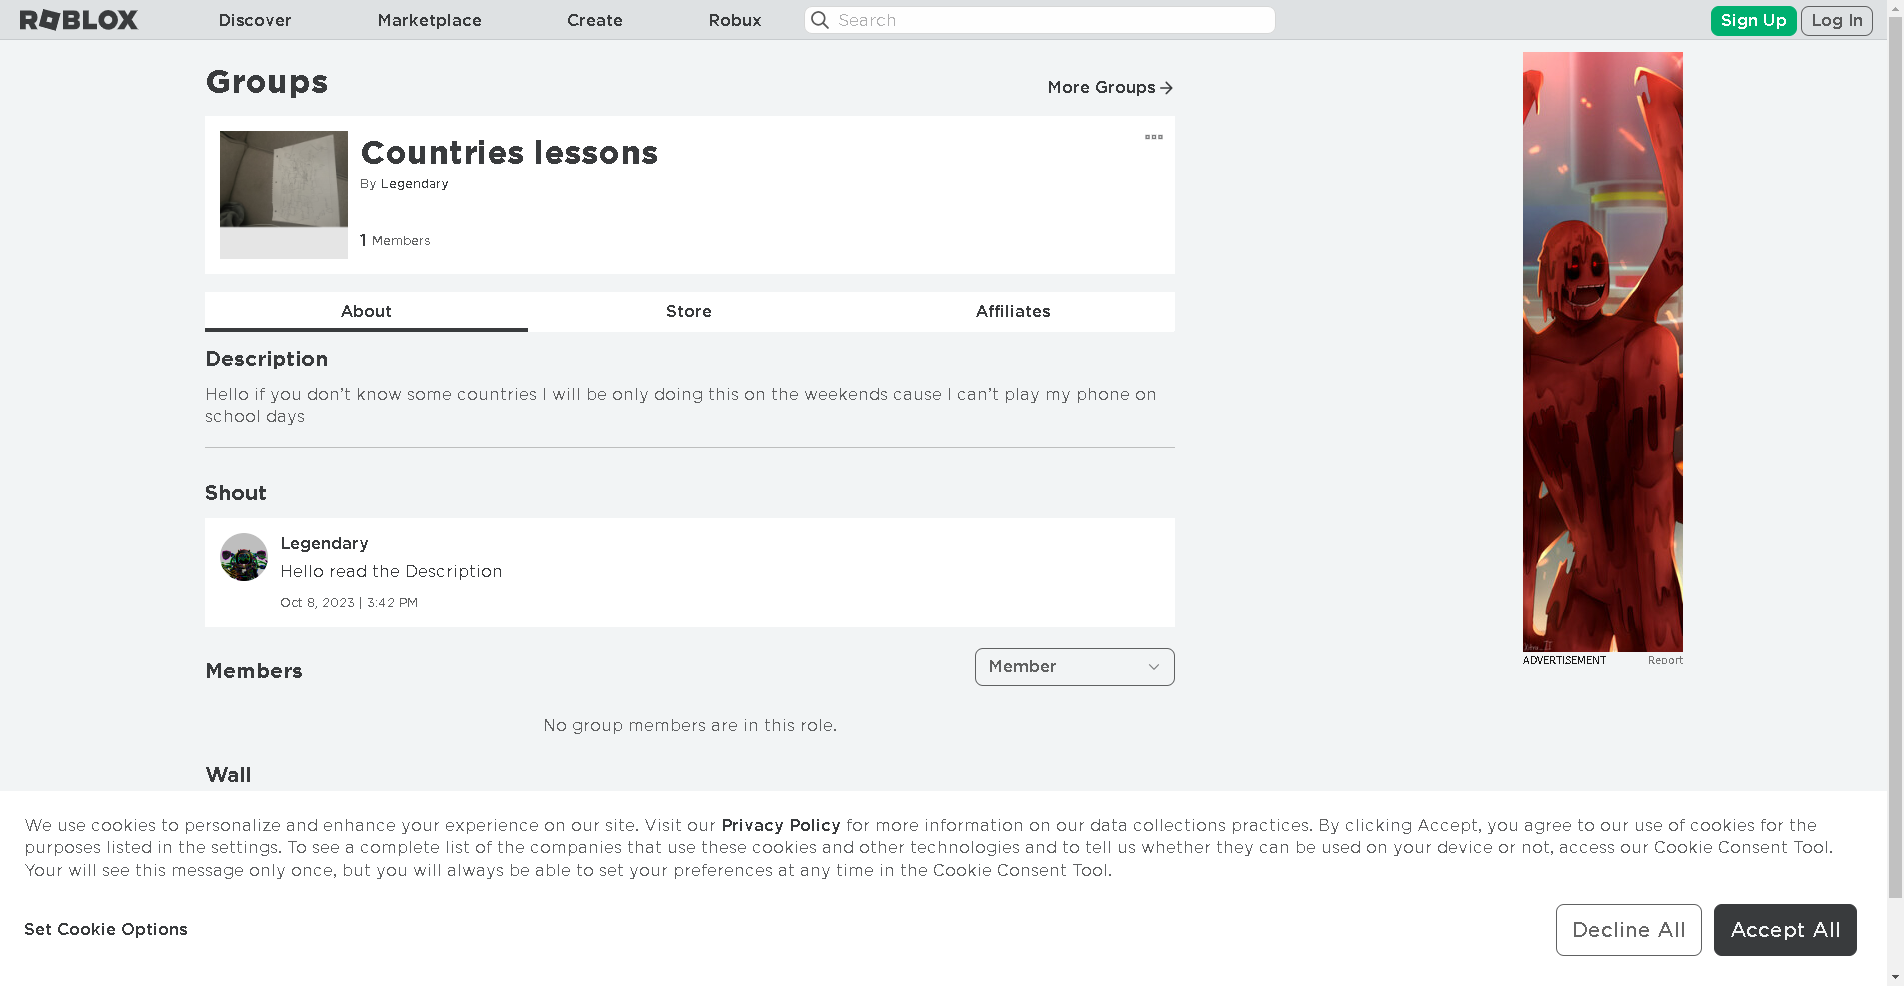 ROBLOX
Discover
Marketplace
Create
Robux
Search
Sign Up
Log In
Groups
More Groups
Countries lessons
By Legendary
1 Members
About
Store
Affiliates
Description
Hello if you don’t know some countries I will be only doing this on the weekends cause I can’t play my phone on
school days
Shout
Legendary
Hello read the Description
Oct 8, 2023 | 3:42 PM
Members
Member
No group members are in this role.
Wall
ADVERTISEMENT
Report
We use cookies to personalize and enhance your experience on our site. Visit our Privacy Policy for more information on our data collections practices. By clicking Accept, you agree to our use of cookies for the
purposes listed in the settings. To see a complete list of the companies that use these cookies and other technologies and to tell us whether they can be used on your device or not, access our Cookie Consent Tool.
Your will see this message only once, but you will always be able to set your preferences at any time in the Cookie Consent Tool.
Set Cookie Options
Decline All
Accept All